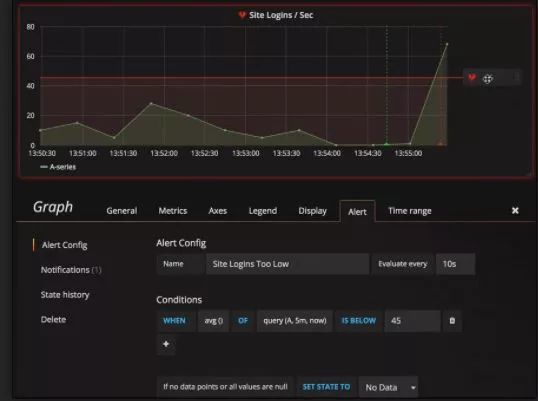 Site Logins / Sec
80
60
40
20
0
13:50:30 13:51:00 13:51:30 13:52:00 13:52:30 13:53:00 13:53:30 13:54:00 13:54:30 13:55:00
A-series
Graph General Metrics Axes Legend Display Alert Time range
Alert Config
Notifications (1)
State history
Delete
Alert Config
Name Site Logins Too Low Evaluate every 10s
Conditions
WHEN avg () OF query (A, 5m, now) IS BELOW 45
If no data points or all values are null SET STATE TO No Data